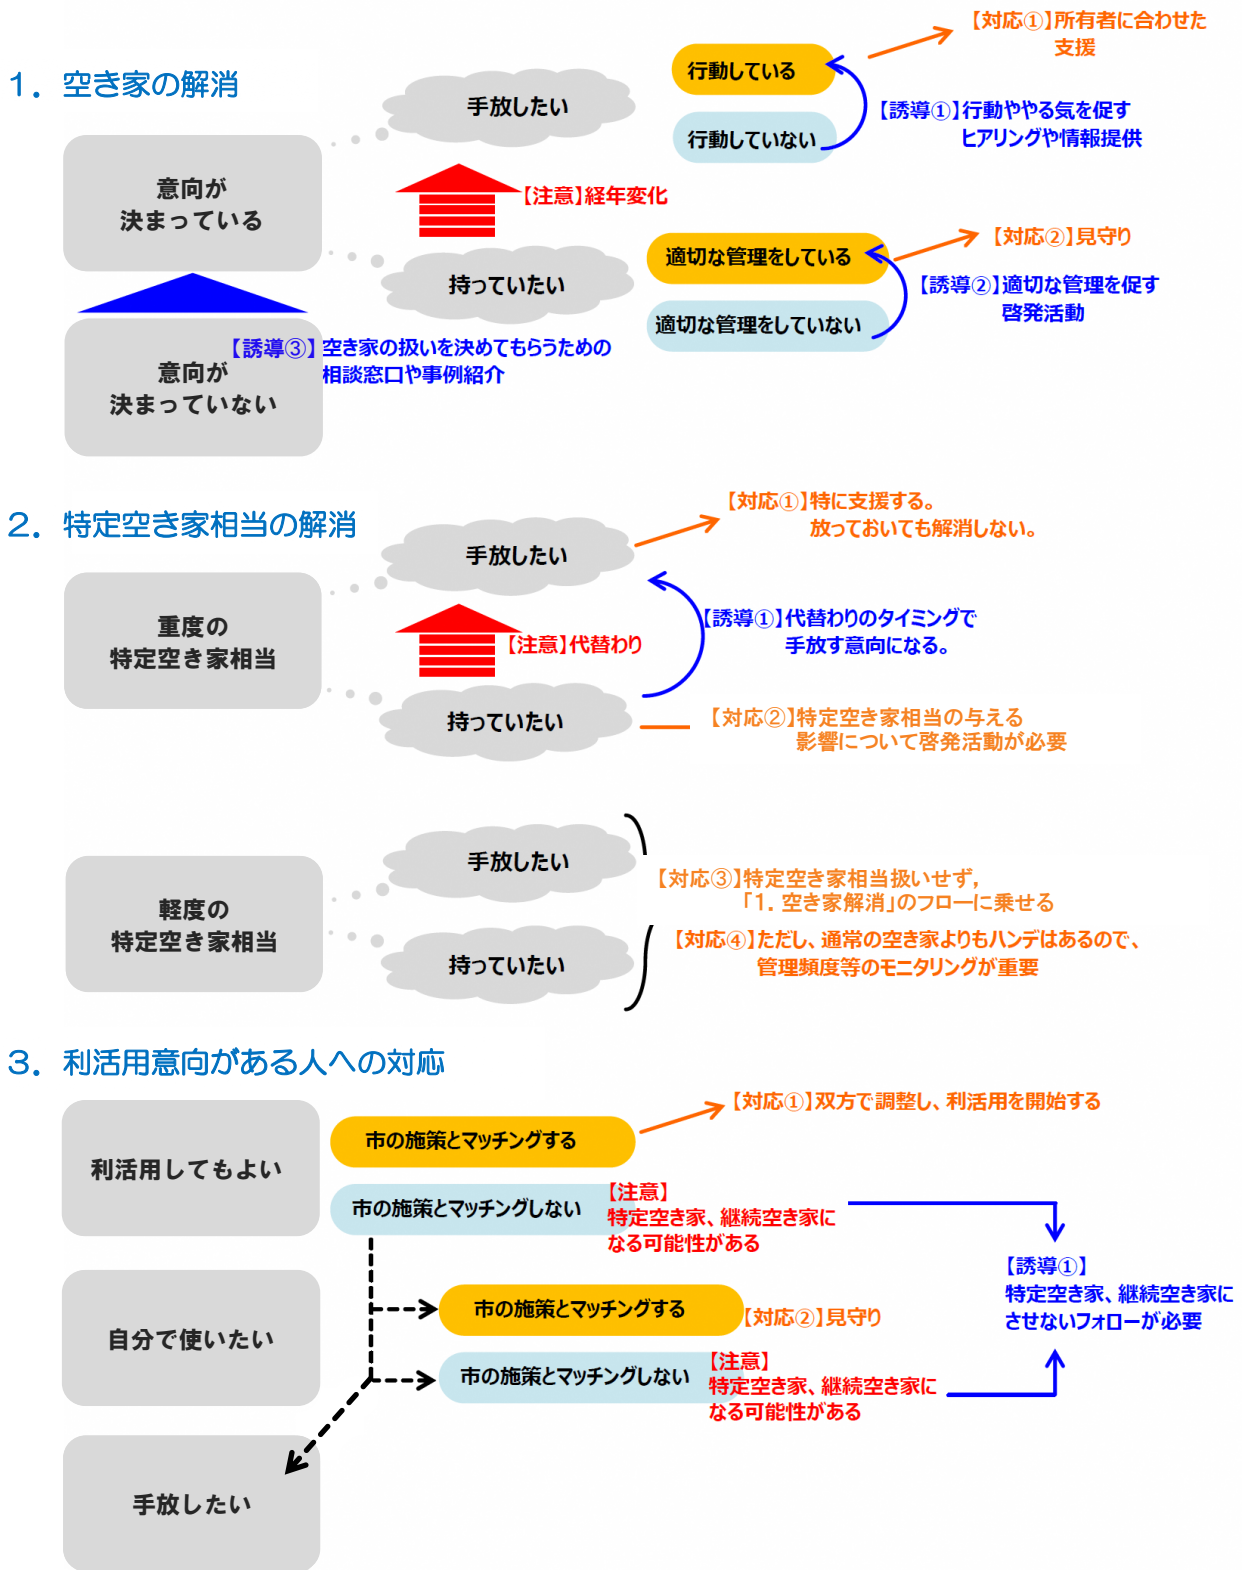 1．空き家の解消
意向が
決まっている
手放したい
行動している
【対応①】所有者に合わせた
支援
行動していない
【誘導①】行動ややる気を促す
ヒアリングや情報提供
【注意】経年変化
持っていたい
適切な管理をしている
【対応②】見守り
適切な管理をしていない
【誘導②】適切な管理を促す
啓発活動
【誘導③】空き家の扱いを決めてもらうための
相談窓口や事例紹介
意向が
決まっていない
2．特定空き家相当の解消
重度の
特定空き家相当
手放したい
【対応①】特に支援する。
放っておいても解消しない。
【注意】代替わり
【誘導①】代替わりのタイミングで
手放す意向になる。
持っていたい
【対応②】特定空き家相当の与える
影響について啓発活動が必要
軽度の
特定空き家相当
手放したい
持っていたい
【対応③】特定空き家相当扱いせず，
「1．空き家解消」のフローに乗せる
【対応④】ただし、通常の空き家よりもハンデはあるので、
管理頻度等のモニタリングが重要
3．利活用意向がある人への対応
利活用してもよい
市の施策とマッチングする
【対応①】双方で調整し、利活用を開始する
市の施策とマッチングしない
【注意】
特定空き家、継続空き家に
なる可能性がある
【誘導①】
特定空き家、継続空き家に
させないフォローが必要
自分で使いたい
市の施策とマッチングする
【対応②】見守り
市の施策とマッチングしない
【注意】
特定空き家、継続空き家に
なる可能性がある
手放したい